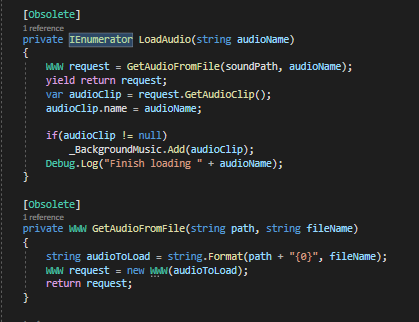 [Obsolete]
1 reference
private IEnumerator LoadAudio(string audioName)
{
WWW request = GetAudioFromFile(soundPath, audioName);
yield return request;
var audioClip = request.GetAudioClip();
audioClip.name = audioName;
if(audioClip != null)
_BackgroundMusic.Add(audioClip);
Debug.Log("Finish loading " + audioName);
}
[Obsolete]
1 reference
private WWW GetAudioFromFile(string path, string fileName)
{
string audioToLoad = string.Format(path + "{0}", fileName);
WWW request = new WWW(audioToLoad);
return request;
}